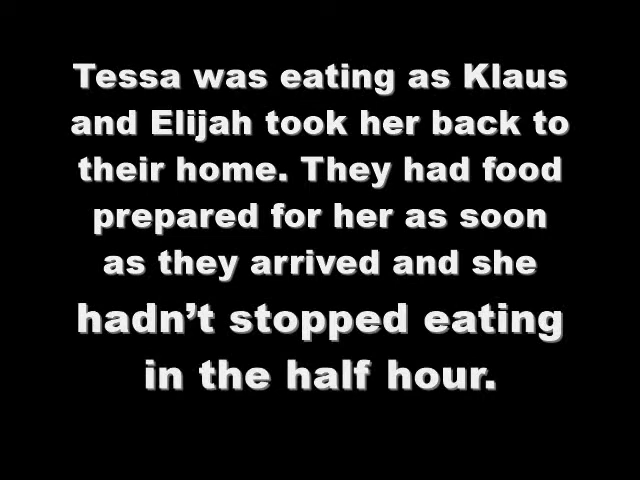 Tessa was eating as Klaus
and Elijah took her back to
their home. They had food
prepared for her as soon
as they arrived and she
hadn’t stopped eating
in the half hour.